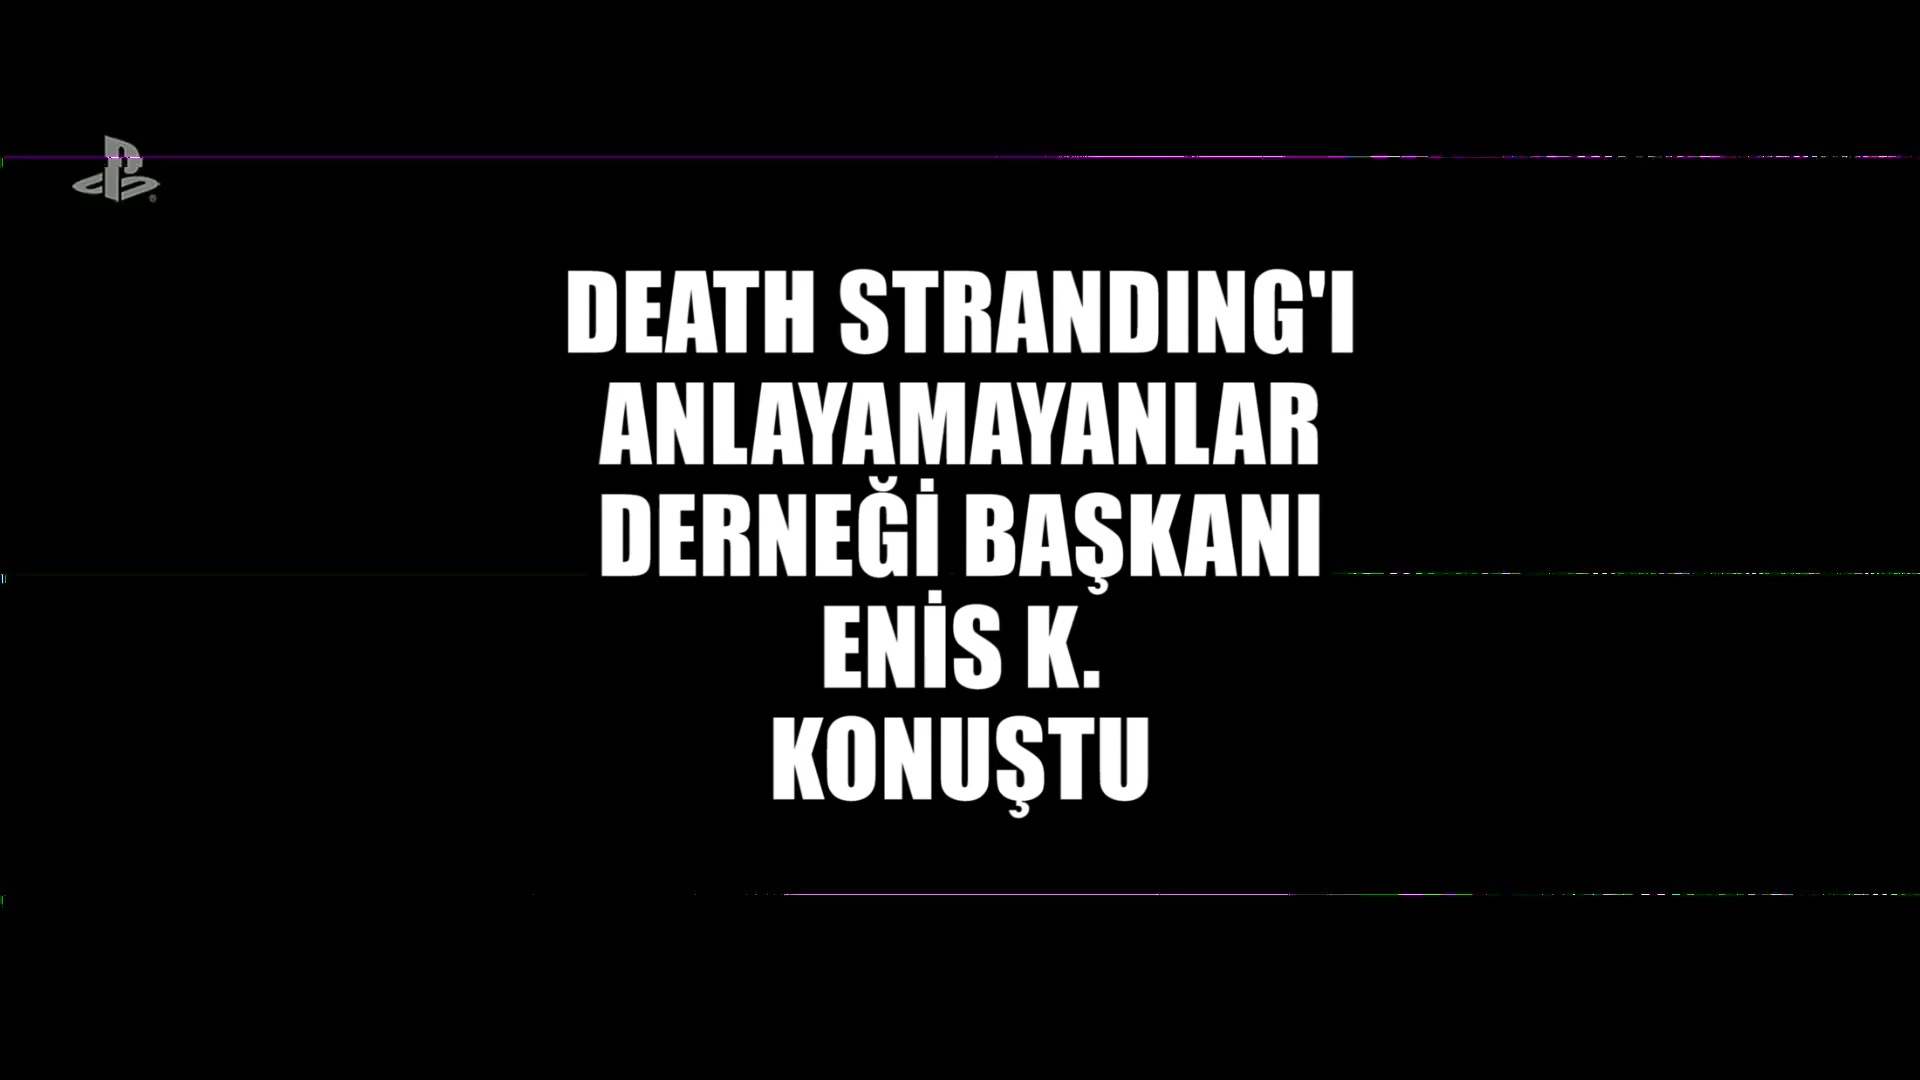 DEATH STRANDING'I
ANLAYAMAYANLAR
DERNEĞİ BAŞKANI
ENİS K.
KONUŞTU